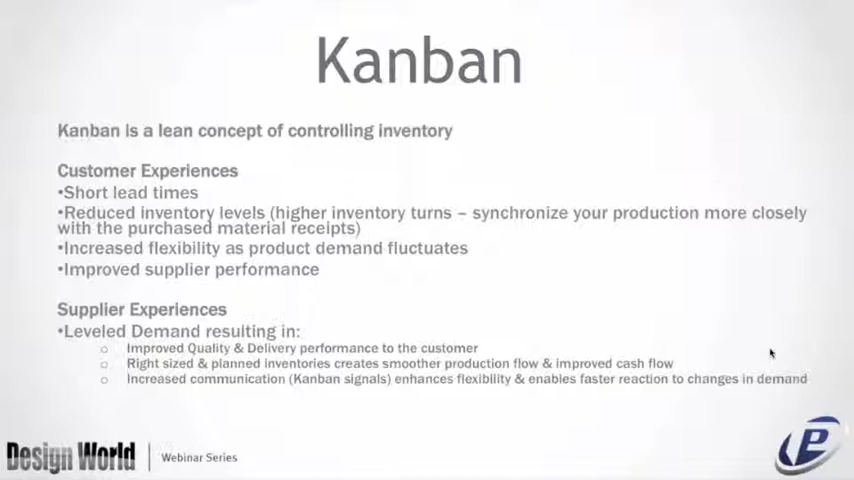 Kanban
Kanban is a lean concept of controlling inventory
Customer Experiences
•Short lead times
•Reduced inventory levels (higher inventory turns – synchronize your production more closely
with the purchased material receipts)
•Increased flexibility as product demand fluctuates
•Improved supplier performance
Supplier Experiences
•Leveled Demand resulting in:
o Improved Quality & Delivery performance to the customer
o Right sized & planned inventories creates smoother production flow & improved cash flow
o Increased communication (Kanban signals) enhances flexibility & enables faster reaction to changes in demand
Design World Webinar Series
P